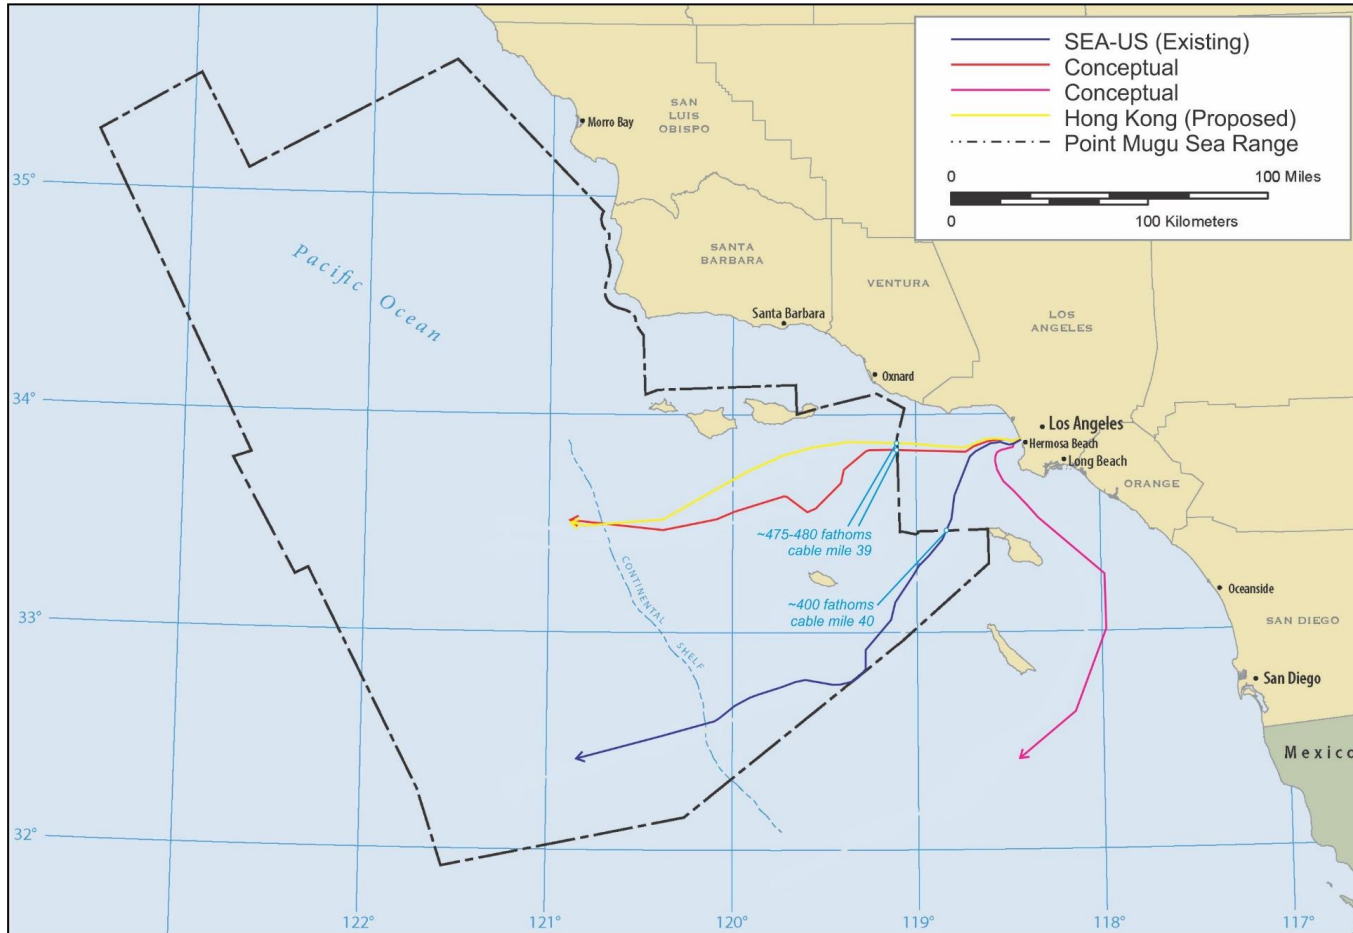 SEA-US (Existing)
Conceptual
Conceptual
Hong Kong (Proposed)
Point Mugu Sea Range
0 100 Miles
0 100 Kilometers
Morro Bay
SAN
LUIS
OBISPO
35°
Pacific Ocean
SANTA
BARBARA
VENTURA
LOS
ANGELES
Santa Barbara
Oxnard
34°
Los Angeles
Hermosa Beach
Long Beach
ORANGE
~475-480 fathoms
cable mile 39
CONTINENTAL
SHELF
~400 fathoms
cable mile 40
Oceanside
33°
SAN DIEGO
San Diego
Mexico
32°
122°
121°
120°
119°
118°
117°